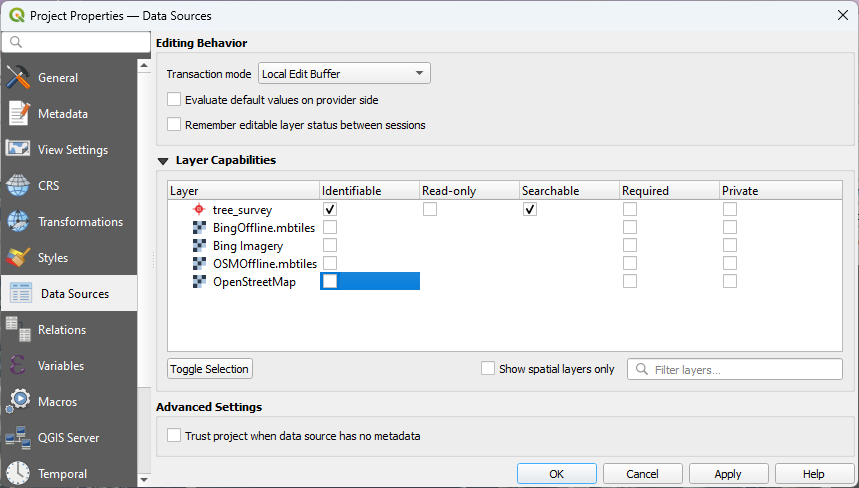 Project Properties — Data Sources
General
Metadata
View Settings
CRS
Transformations
Styles
Data Sources
Relations
Variables
Macros
QGIS Server
Temporal
Editing Behavior
Transaction mode Local Edit Buffer
Evaluate default values on provider side
Remember editable layer status between sessions
Layer Capabilities
Layer Identifiable Read-only Searchable Required Private
tree_survey
BingOffline.mbtiles
Bing Imagery
OSMOffline.mbtiles
OpenStreetMap
Toggle Selection Show spatial layers only Filter layers...
Advanced Settings
Trust project when data source has no metadata
OK Cancel Apply Help